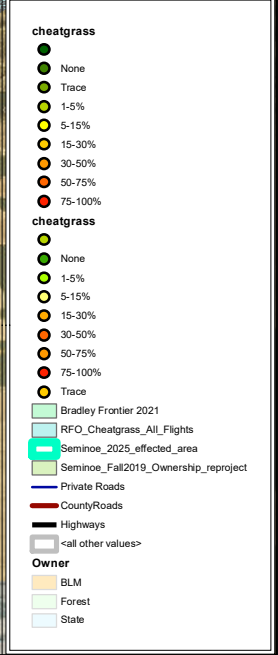 cheatgrass
None
Trace
1-5%
5-15%
15-30%
30-50%
50-75%
75-100%
cheatgrass
None
1-5%
5-15%
15-30%
30-50%
50-75%
75-100%
Trace
Bradley Frontier 2021
RFO_Cheatgrass_All_Flights
Seminoe_2025_effected_area
Seminoe_Fall2019_Ownership_reproject
Private Roads
CountyRoads
Highways
<all other values>
Owner
BLM
Forest
State